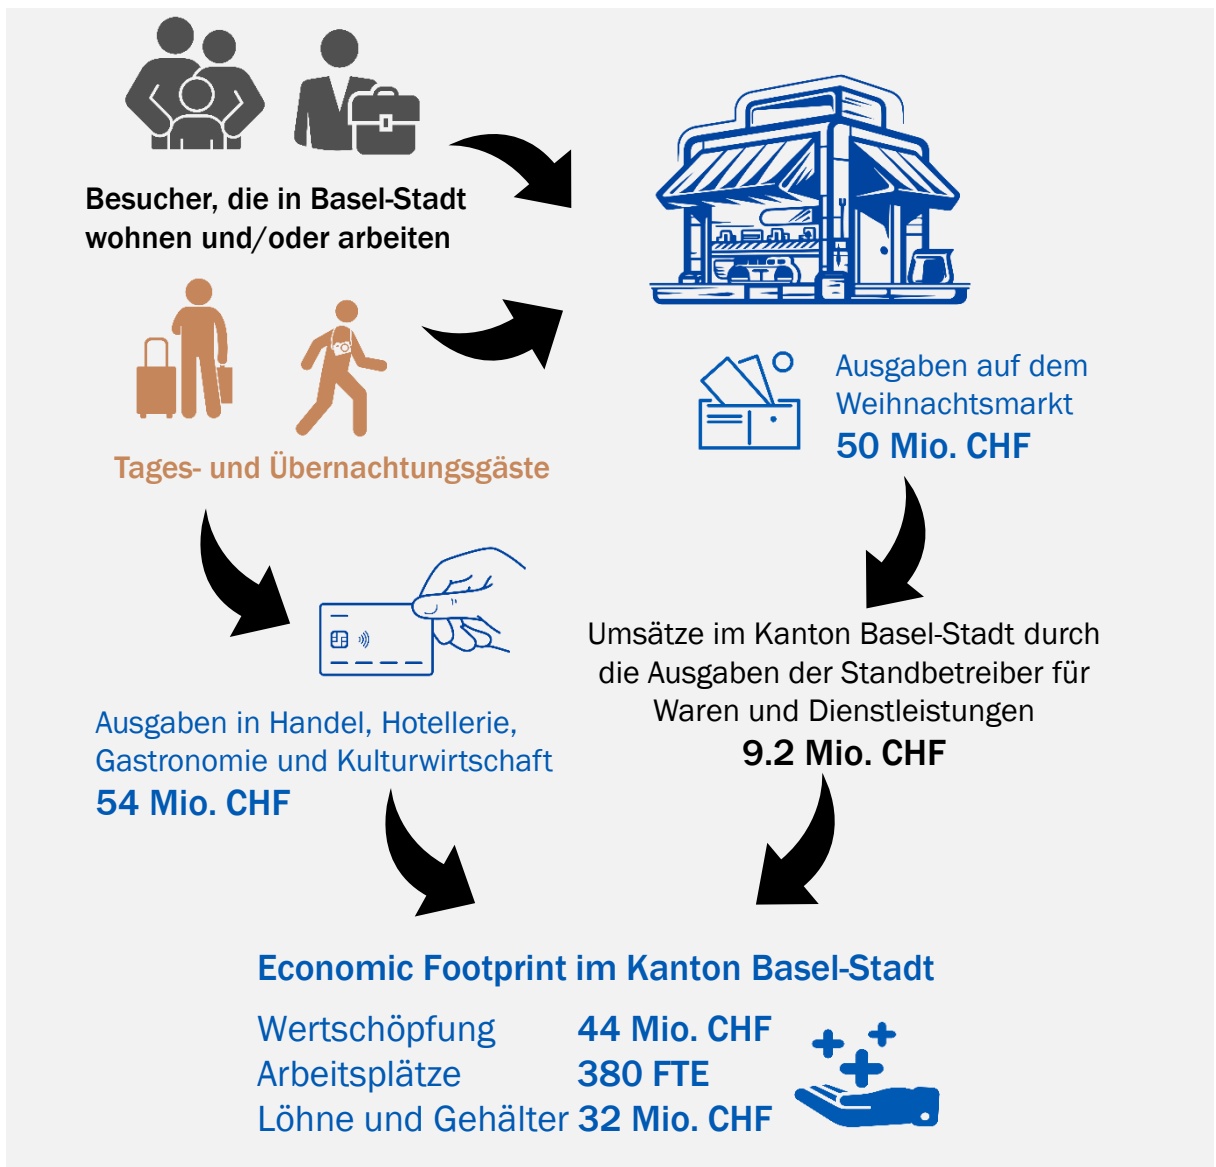 Besucher, die in Basel-Stadt
wohnen und/oder arbeiten
Tages- und Übernachtungsgäste
Ausgaben auf dem
Weihnachtsmarkt
50 Mio. CHF
Umsätze im Kanton Basel-Stadt durch
die Ausgaben der Standbetreiber für
Waren und Dienstleistungen
9.2 Mio. CHF
Ausgaben in Handel, Hotellerie,
Gastronomie und Kulturwirtschaft
54 Mio. CHF
Economic Footprint im Kanton Basel-Stadt
Wertschöpfung 44 Mio. CHF
Arbeitsplätze 380 FTE
Löhne und Gehälter 32 Mio. CHF